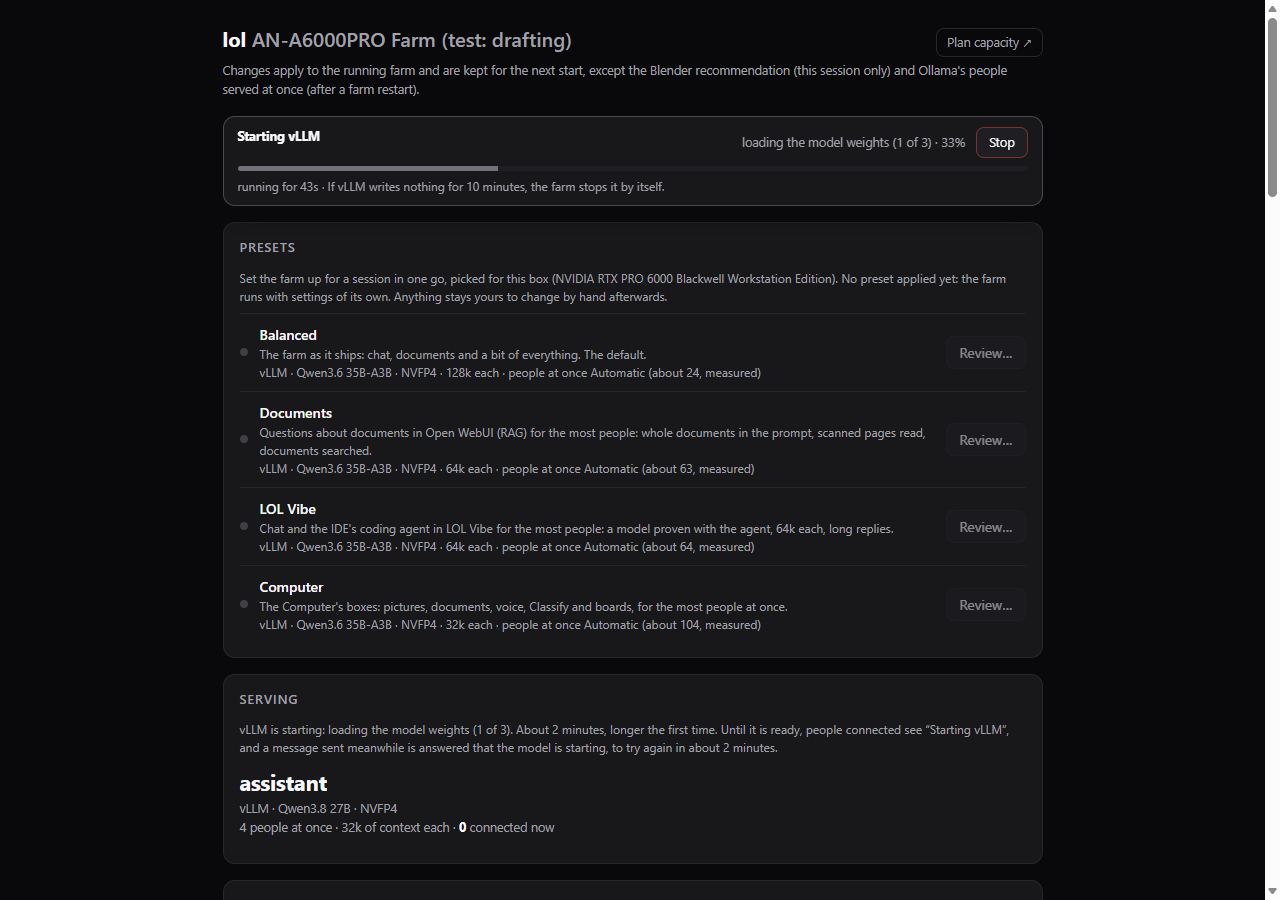 lol AN-A6000PRO Farm (test: drafting)
Plan capacity ↗
Changes apply to the running farm and are kept for the next start, except the Blender recommendation (this session only) and Ollama's people
served at once (after a farm restart).
Starting vLLM
loading the model weights (1 of 3) · 33%
Stop
running for 43s · If vLLM writes nothing for 10 minutes, the farm stops it by itself.
PRESETS
Set the farm up for a session in one go, picked for this box (NVIDIA RTX PRO 6000 Blackwell Workstation Edition). No preset applied yet: the farm
runs with settings of its own. Anything stays yours to change by hand afterwards.
Balanced
The farm as it ships: chat, documents and a bit of everything. The default.
vLLM · Qwen3.6 35B-A3B · NVFP4 · 128k each · people at once Automatic (about 24, measured)
Review...
Documents
Questions about documents in Open WebUI (RAG) for the most people: whole documents in the prompt, scanned pages read,
documents searched.
vLLM · Qwen3.6 35B-A3B · NVFP4 · 64k each · people at once Automatic (about 63, measured)
Review...
LOL Vibe
Chat and the IDE's coding agent in LOL Vibe for the most people: a model proven with the agent, 64k each, long replies.
vLLM · Qwen3.6 35B-A3B · NVFP4 · 64k each · people at once Automatic (about 64, measured)
Review...
Computer
The Computer's boxes: pictures, documents, voice, Classify and boards, for the most people at once.
vLLM · Qwen3.6 35B-A3B · NVFP4 · 32k each · people at once Automatic (about 104, measured)
Review...
SERVING
vLLM is starting: loading the model weights (1 of 3). About 2 minutes, longer the first time. Until it is ready, people connected see “Starting vLLM”,
and a message sent meanwhile is answered that the model is starting, to try again in about 2 minutes.
assistant
vLLM · Qwen3.8 27B · NVFP4
4 people at once · 32k of context each · 0 connected now